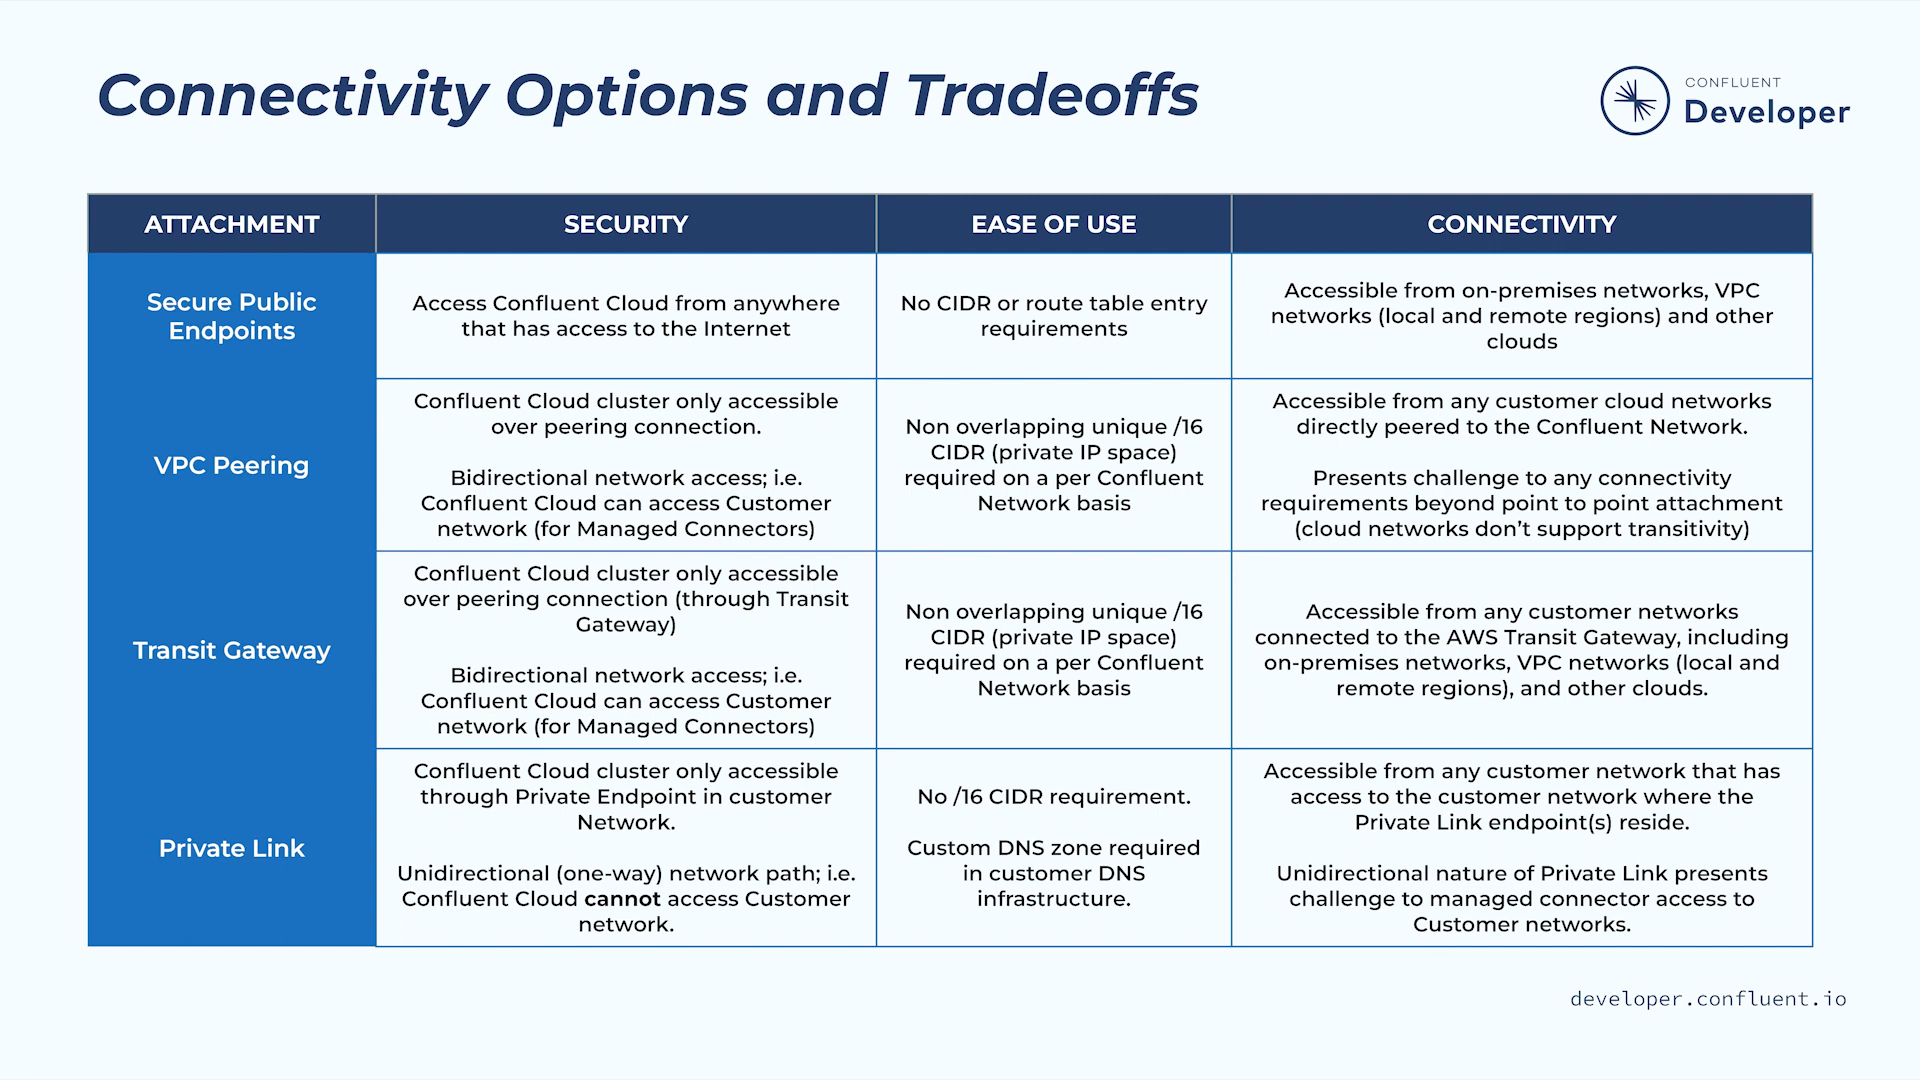 Connectivity Options and Tradeoffs
CONFLUENT
Developer
ATTACHMENT
SECURITY
EASE OF USE
CONNECTIVITY
Secure Public
Endpoints
Access Confluent Cloud from anywhere
that has access to the Internet
No CIDR or route table entry
requirements
Accessible from on-premises networks, VPC
networks (local and remote regions) and other
clouds
VPC Peering
Confluent Cloud cluster only accessible
over peering connection.
Bidirectional network access; i.e.
Confluent Cloud can access Customer
network (for Managed Connectors)
Non overlapping unique /16
CIDR (private IP space)
required on a per Confluent
Network basis
Accessible from any customer cloud networks
directly peered to the Confluent Network.
Presents challenge to any connectivity
requirements beyond point to point attachment
(cloud networks don’t support transitivity)
Transit Gateway
Confluent Cloud cluster only accessible
over peering connection (through Transit
Gateway)
Bidirectional network access; i.e.
Confluent Cloud can access Customer
network (for Managed Connectors)
Non overlapping unique /16
CIDR (private IP space)
required on a per Confluent
Network basis
Accessible from any customer networks
connected to the AWS Transit Gateway, including
on-premises networks, VPC networks (local and
remote regions), and other clouds.
Private Link
Confluent Cloud cluster only accessible
through Private Endpoint in customer
Network.
Unidirectional (one-way) network path; i.e.
Confluent Cloud cannot access Customer
network.
No /16 CIDR requirement.
Custom DNS zone required
in customer DNS
infrastructure.
Accessible from any customer network that has
access to the customer network where the
Private Link endpoint(s) reside.
Unidirectional nature of Private Link presents
challenge to managed connector access to
Customer networks.
developer.confluent.io